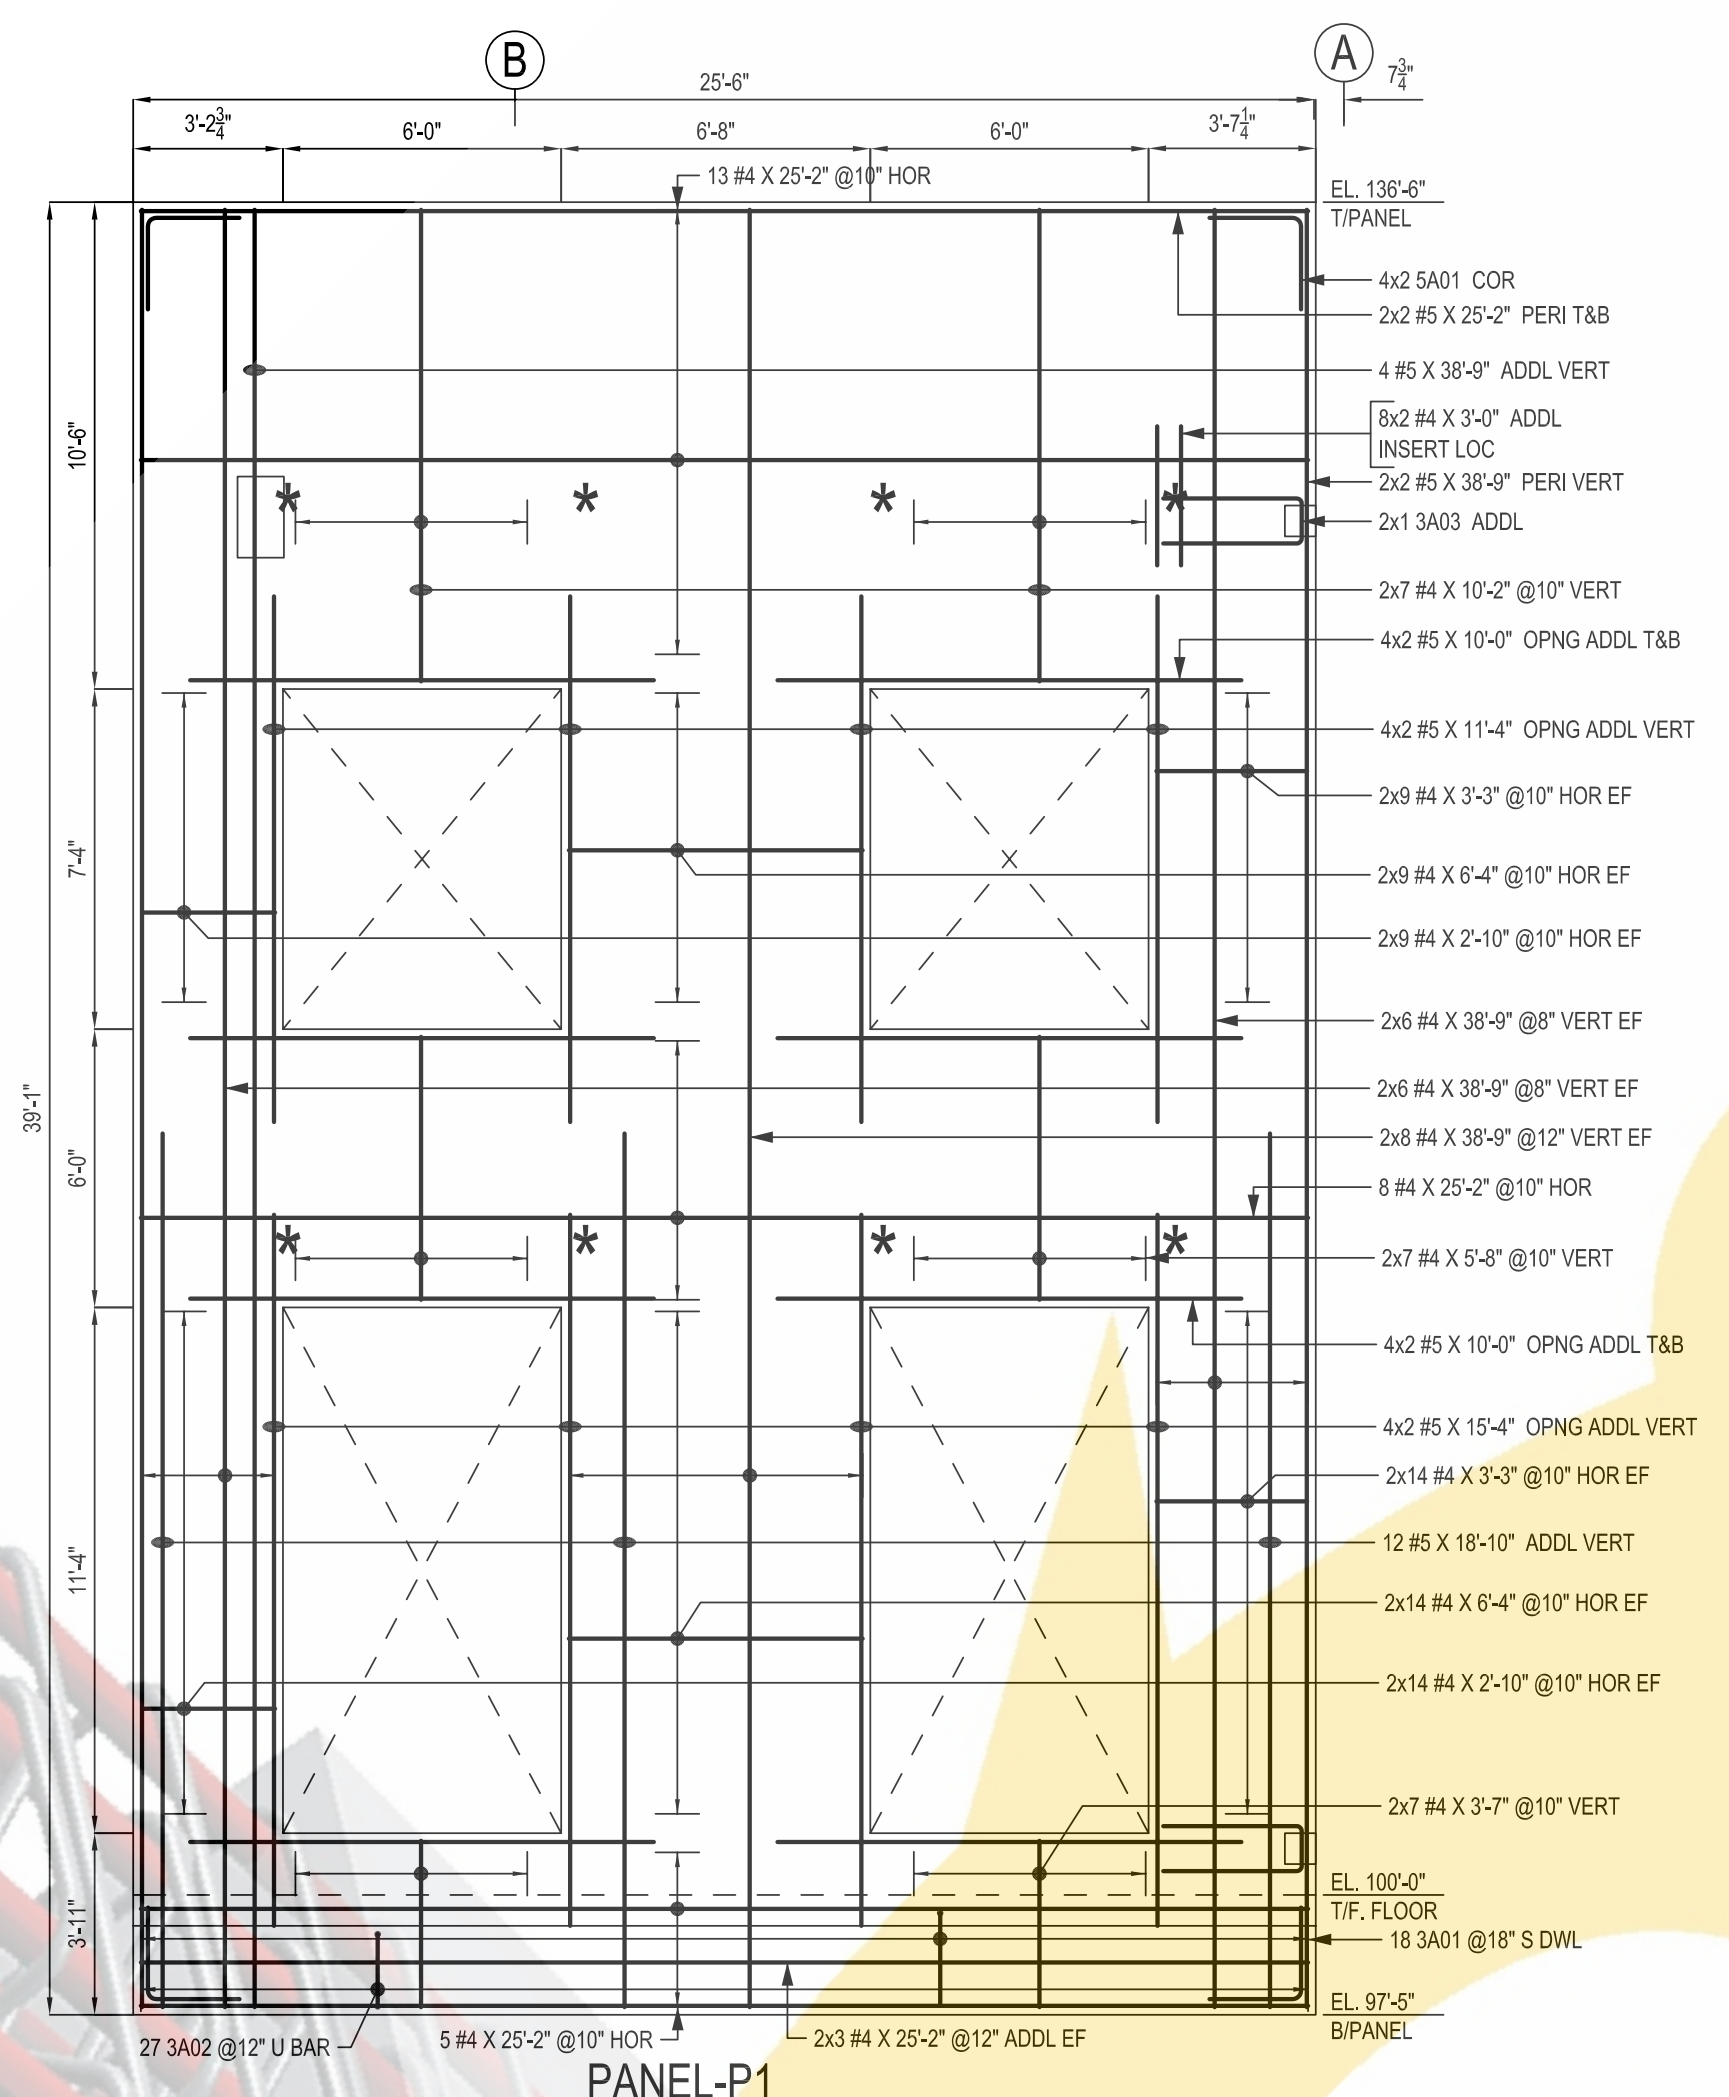 B
A
25'-6"
7¾"
3'-2¾"
6'-0"
6'-8"
6'-0"
3'-7¼"
13 #4 X 25'-2" @10" HOR
EL. 136'-6"
T/PANEL
4x2 5A01 COR
2x2 #5 X 25'-2" PERI T&B
4 #5 X 38'-9" ADDL VERT
8x2 #4 X 3'-0" ADDL
INSERT LOC
10'-6"
2x2 #5 X 38'-9" PERI VERT
* * * *
2x1 3A03 ADDL
2x7 #4 X 10'-2" @10" VERT
4x2 #5 X 10'-0" OPNG ADDL T&B
4x2 #5 X 11'-4" OPNG ADDL VERT
2x9 #4 X 3'-3" @10" HOR EF
7'-4"
2x9 #4 X 6'-4" @10" HOR EF
2x9 #4 X 2'-10" @10" HOR EF
2x6 #4 X 38'-9" @8" VERT EF
2x6 #4 X 38'-9" @8" VERT EF
39'-1"
2x8 #4 X 38'-9" @12" VERT EF
6'-0"
8 #4 X 25'-2" @10" HOR
* * * *
2x7 #4 X 5'-8" @10" VERT
4x2 #5 X 10'-0" OPNG ADDL T&B
4x2 #5 X 15'-4" OPNG ADDL VERT
2x14 #4 X 3'-3" @10" HOR EF
12 #5 X 18'-10" ADDL VERT
11'-4"
2x14 #4 X 6'-4" @10" HOR EF
2x14 #4 X 2'-10" @10" HOR EF
2x7 #4 X 3'-7" @10" VERT
EL. 100'-0"
T/F. FLOOR
3'-11"
18 3A01 @18" S DWL
EL. 97'-5"
B/PANEL
27 3A02 @12" U BAR
5 #4 X 25'-2" @10" HOR
2x3 #4 X 25'-2" @12" ADDL EF
PANEL-P1